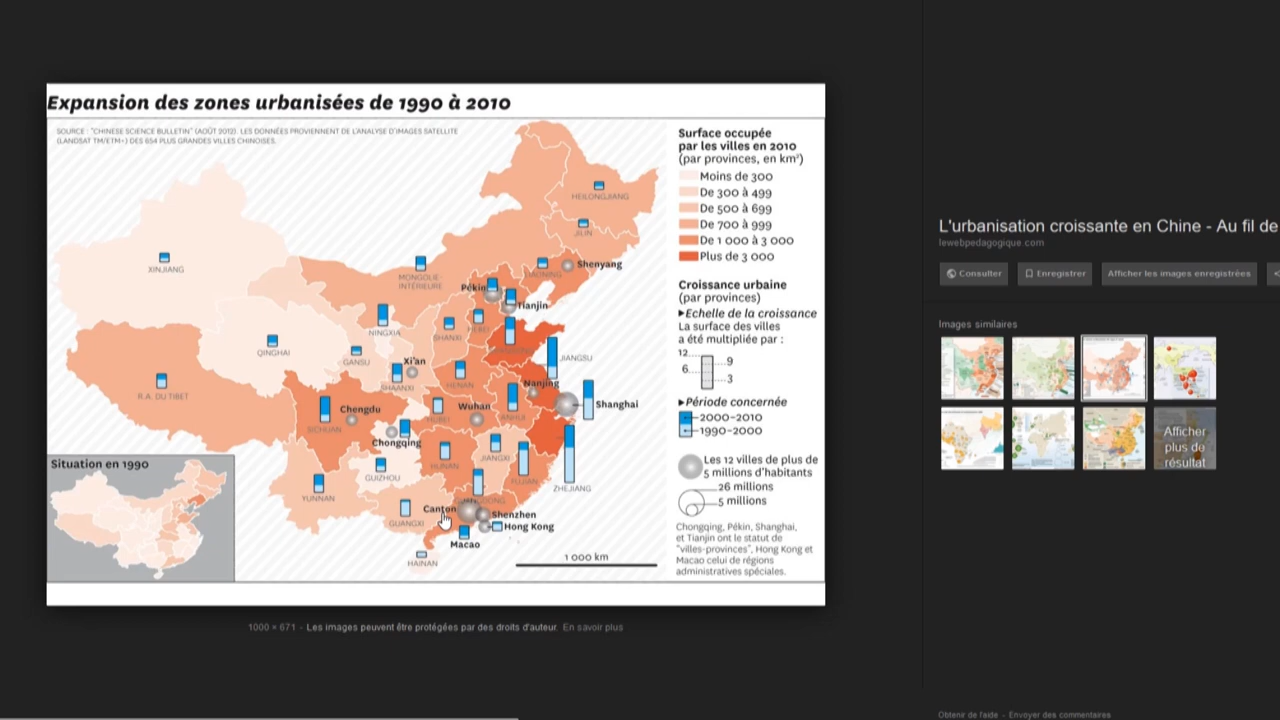 Expansion des zones urbanisées de 1990 à 2010
SOURCE : "CHINESE SCIENCE BULLETIN" (AOÛT 2012). LES DONNÉES PROVIENNENT DE L'ANALYSE D'IMAGES SATELLITE
(LANDSAT TM/ETM+) DES 654 PLUS GRANDES VILLES CHINOISES.
HEILONGJIANG
JILIN
LIAONING
Shenyang
XINJIANG
MONGOLIE-
INTÉRIEURE
Pékin
Tianjin
NINGXIA
SHANXI
HEBEI
QINGHAI
GANSU
Xi'an
SHAANXI
HENAN
JIANGSU
R.A. DU TIBET
Nanjing
Chengdu
SICHUAN
Wuhan
HUBEI
ANHUI
Shanghai
Chongqing
HUNAN
JIANGXI
FUJIAN
ZHEJIANG
GUIZHOU
YUNNAN
GUANGXI
Canton
Shenzhen
Hong Kong
Macao
HAINAN
1 000 km
Situation en 1990
Surface occupée
par les villes en 2010
(par provinces, en km²)
Moins de 300
De 300 à 499
De 500 à 699
De 700 à 999
De 1 000 à 3 000
Plus de 3 000
Croissance urbaine
(par provinces)
►Echelle de la croissance
La surface des villes
a été multipliée par :
12
9
6
3
►Période concernée
2000-2010
1990-2000
Les 12 villes de plus de
5 millions d'habitants
26 millions
5 millions
Chongqing, Pékin, Shanghai,
et Tianjin ont le statut de
"villes-provinces", Hong Kong et
Macao celui de régions
administratives spéciales.
1000 × 671 - Les images peuvent être protégées par des droits d'auteur. En savoir plus
L'urbanisation croissante en Chine - Au fil de
lewebpedagogique.com
Consulter
Enregistrer
Afficher les images enregistrées
Images similaires
Afficher
plus de
résultat
Obtenir de l'aide - Envoyer des commentaires